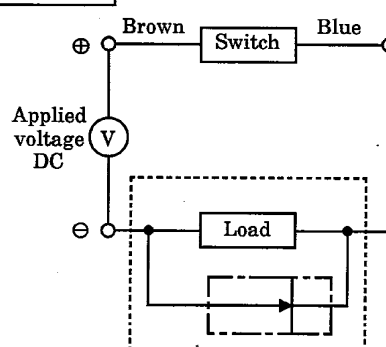 Brown
Blue
⊕
Switch
Applied
voltage
DC
V
⊖
Load